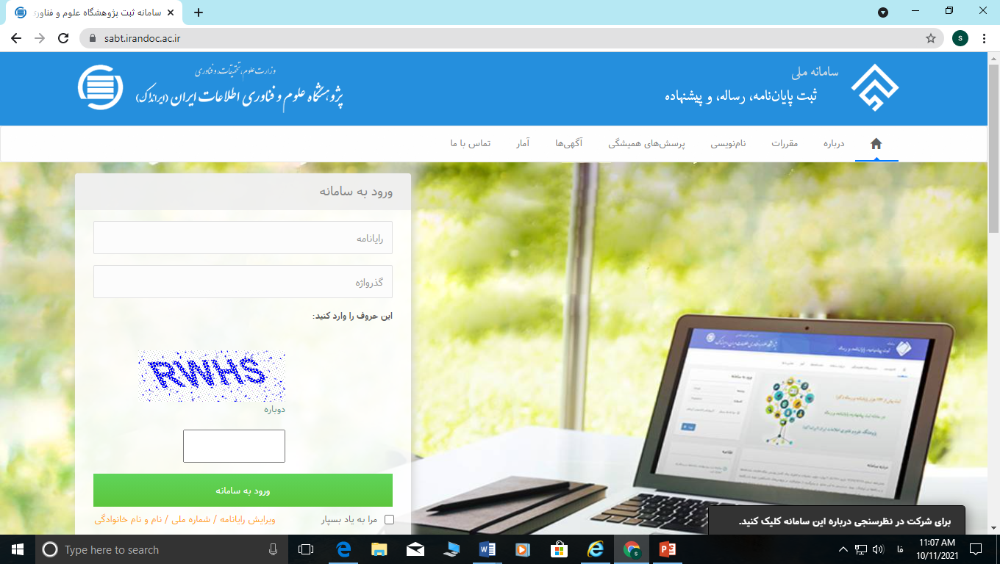 سامانه ثبت پژوهشگاه علوم و فناوری
sabt.irandoc.ac.ir
s
سامانه ملی
ثبت پایان‌نامه، رساله، و پیشنهاده
وزارت علوم، تحقیقات، و فناوری
پژوهشگاه علوم و فناوری اطلاعات ایران (ایرانداک)
درباره
مقررات
نام‌نویسی
پرسش‌های همیشگی
آگهی‌ها
آمار
تماس با ما
ورود به سامانه
رایانامه
گذرواژه
این حروف را وارد کنید:
RWHS
دوباره
ورود به سامانه
مرا به یاد بسپار
ویرایش رایانامه / شماره ملی / نام و نام خانوادگی
برای شرکت در نظرسنجی درباره این سامانه کلیک کنید.
Type here to search
فا
11:07 AM
10/11/2021